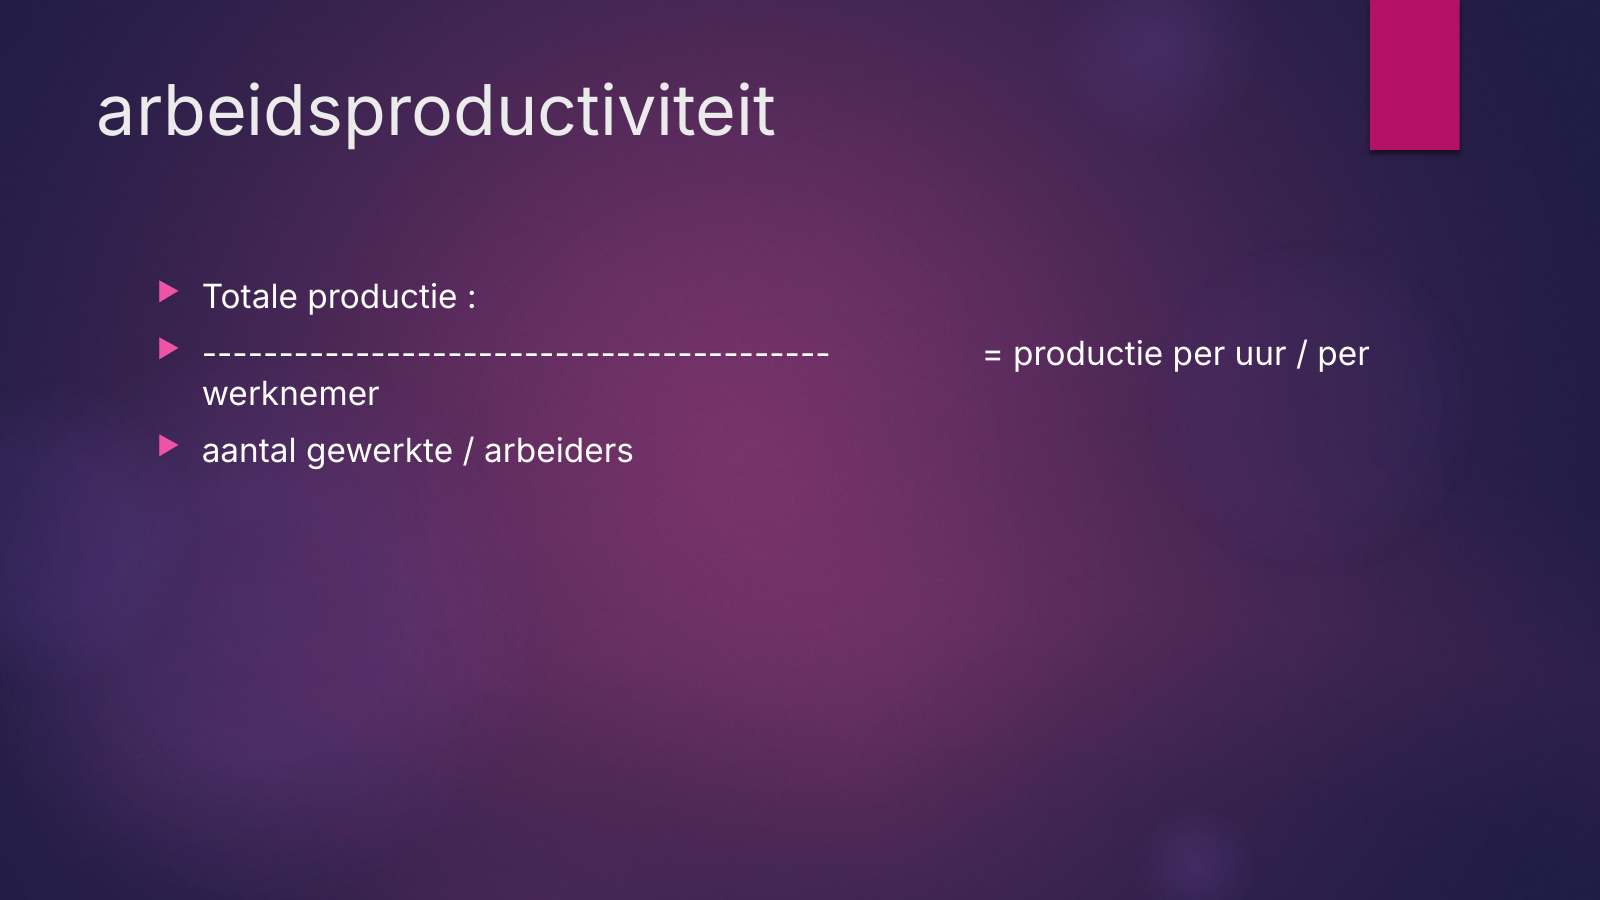 arbeidsproductiviteit
Totale productie :
----------------------------------------- = productie per uur / per
werknemer
aantal gewerkte / arbeiders